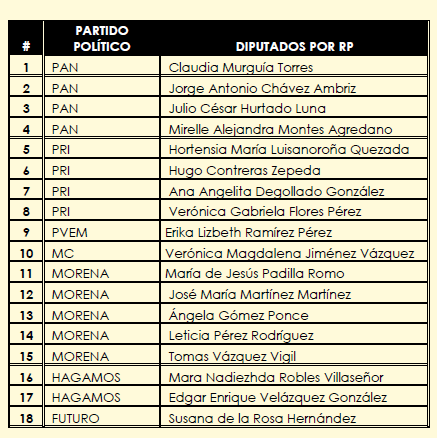 # PARTIDO POLÍTICO DIPUTADOS POR RP
1 PAN Claudia Murguía Torres
2 PAN Jorge Antonio Chávez Ambriz
3 PAN Julio César Hurtado Luna
4 PAN Mirelle Alejandra Montes Agredano
5 PRI Hortensia María Luisanoroña Quezada
6 PRI Hugo Contreras Zepeda
7 PRI Ana Angelita Degollado González
8 PRI Verónica Gabriela Flores Pérez
9 PVEM Erika Lizbeth Ramírez Pérez
10 MC Verónica Magdalena Jiménez Vázquez
11 MORENA María de Jesús Padilla Romo
12 MORENA José María Martínez Martínez
13 MORENA Ángela Gómez Ponce
14 MORENA Leticia Pérez Rodríguez
15 MORENA Tomas Vázquez Vigil
16 HAGAMOS Mara Nadiezhda Robles Villaseñor
17 HAGAMOS Edgar Enrique Velázquez González
18 FUTURO Susana de la Rosa Hernández